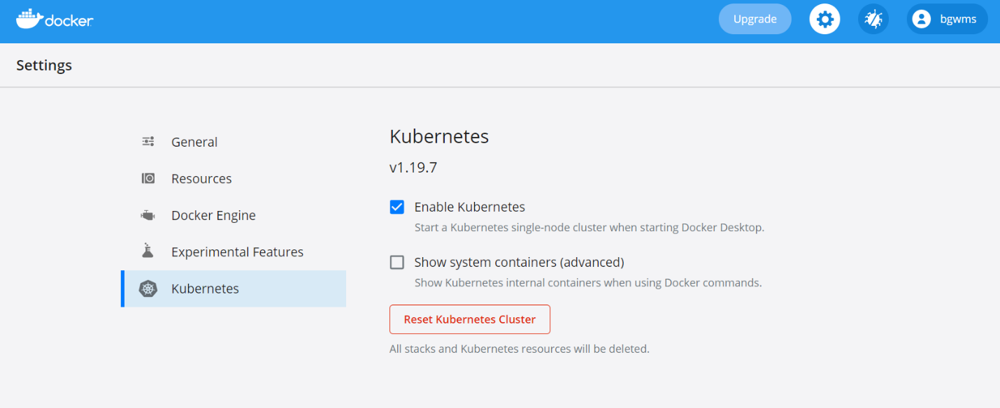 docker
Upgrade
bgwms
Settings
General
Resources
Docker Engine
Experimental Features
Kubernetes
Kubernetes
v1.19.7
Enable Kubernetes
Start a Kubernetes single-node cluster when starting Docker Desktop.
Show system containers (advanced)
Show Kubernetes internal containers when using Docker commands.
Reset Kubernetes Cluster
All stacks and Kubernetes resources will be deleted.